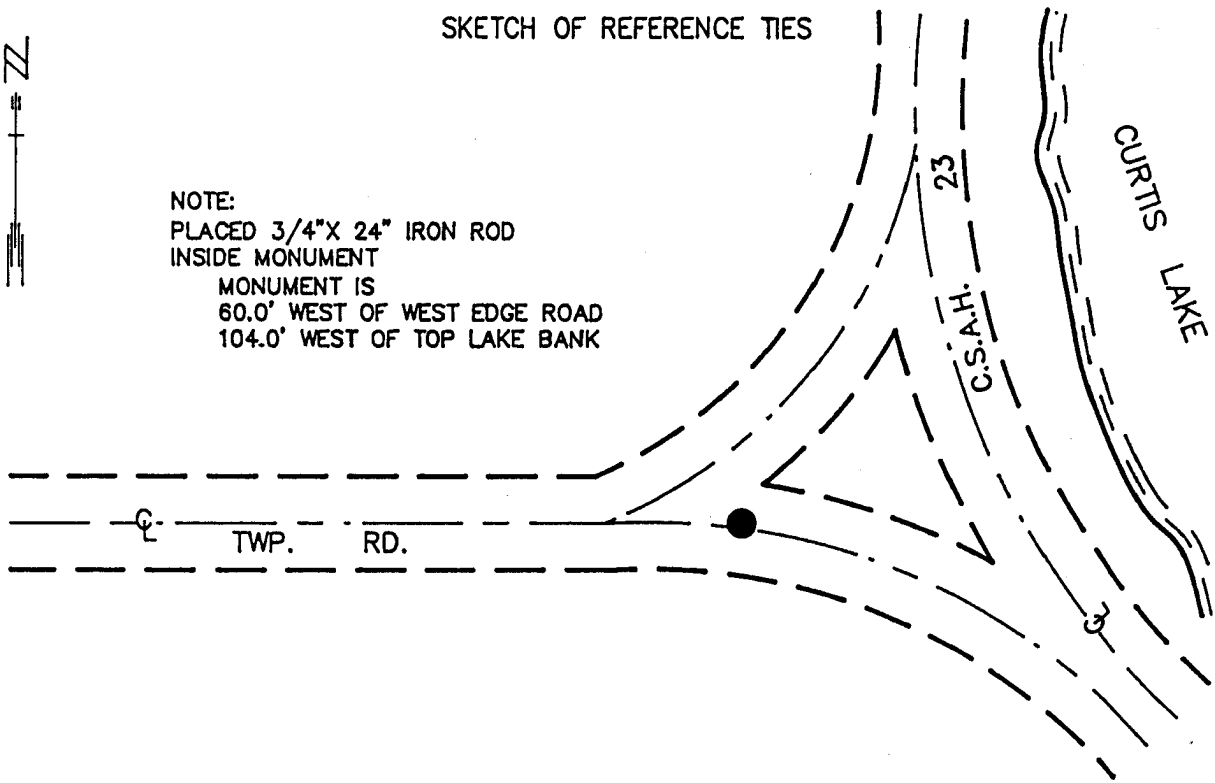 SKETCH OF REFERENCE TIES
N
NOTE:
PLACED 3/4"X 24" IRON ROD
INSIDE MONUMENT
MONUMENT IS
60.0' WEST OF WEST EDGE ROAD
104.0' WEST OF TOP LAKE BANK
CURTIS LAKE
C.S.A.H. 23
℄
TWP. RD.
℄